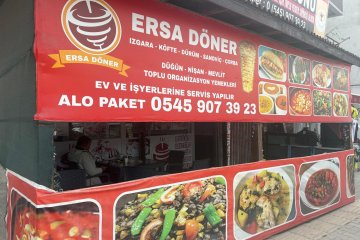 ERSA DÖNER
IZGARA - KÖFTE - DÜRÜM - SANDVİÇ - ÇORBA
ERSA DÖNER
DÜĞÜN - NİŞAN - MEVLİT
TOPLU ORGANİZASYON YEMEKLERİ
EV VE İŞYERLERİNE SERVİS YAPILIR
ALO PAKET 0545 907 39 23